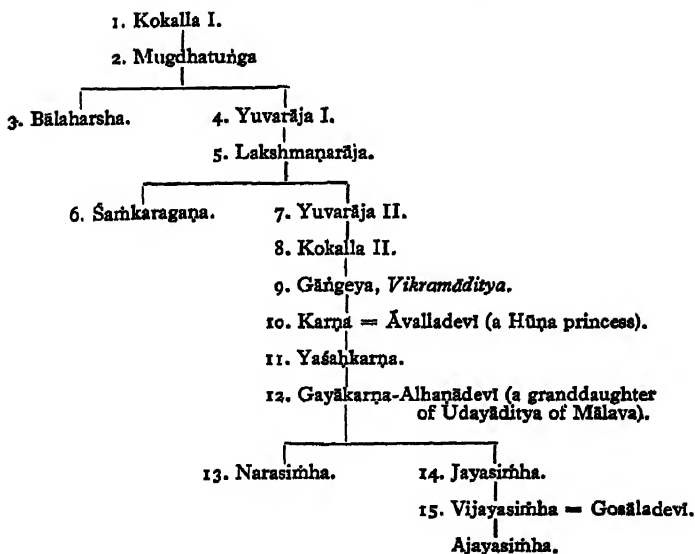 1. Kokalla I.
2. Mugdhatuṅga
3. Bālaharsha. 4. Yuvarāja I.
5. Lakshmaṇarāja.
6. Śaṁkaragaṇa. 7. Yuvarāja II.
8. Kokalla II.
9. Gāṅgeya, Vikramāditya.
10. Karṇa = Āvalladevī (a Hūṇa princess).
11. Yaśaḥkarṇa.
12. Gayākarṇa-Alhaṇādevī (a granddaughter
of Udayāditya of Mālava).
13. Narasiṁha. 14. Jayasiṁha.
15. Vijayasiṁha = Gosāladevī.
Ajayasiṁha.